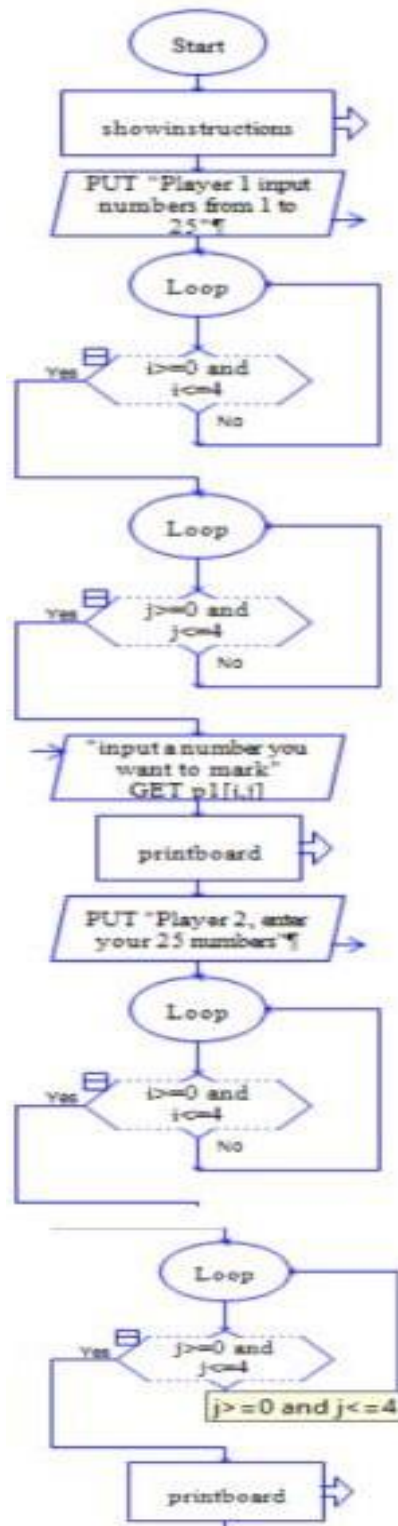 Start
showinstructions
PUT "Player 1 input
numbers from 1 to
25"¶
Loop
Yes
i>=0 and
i<=4
No
Loop
Yes
j>=0 and
j<=4
No
"input a number you
want to mark"
GET p1[i,j]
printboard
PUT "Player 2, enter
your 25 numbers"¶
Loop
Yes
i>=0 and
i<=4
No
Loop
Yes
j>=0 and
j<=4
j>=0 and j<=4
printboard